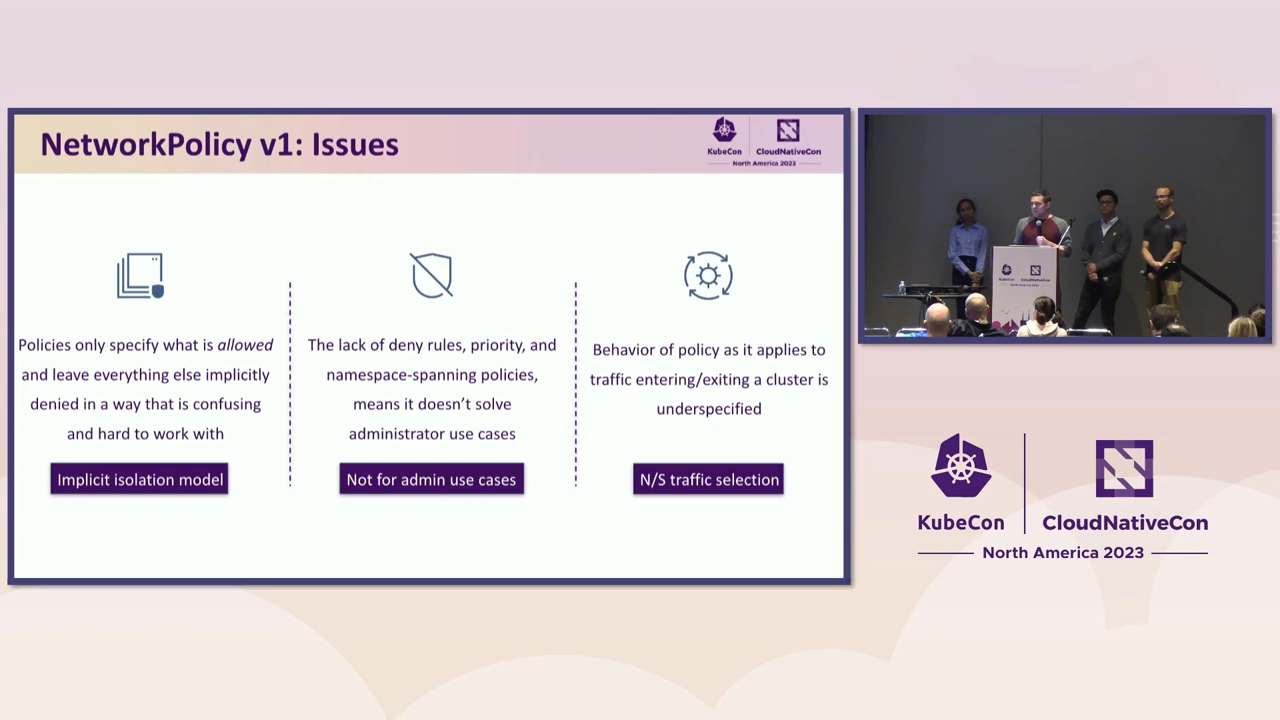 NetworkPolicy v1: Issues
KubeCon
CloudNativeCon
North America 2023
Policies only specify what is allowed
and leave everything else implicitly
denied in a way that is confusing
and hard to work with
Implicit isolation model
The lack of deny rules, priority, and
namespace-spanning policies,
means it doesn’t solve
administrator use cases
Not for admin use cases
Behavior of policy as it applies to
traffic entering/exiting a cluster is
underspecified
N/S traffic selection
KubeCon
CloudNativeCon
North America 2023